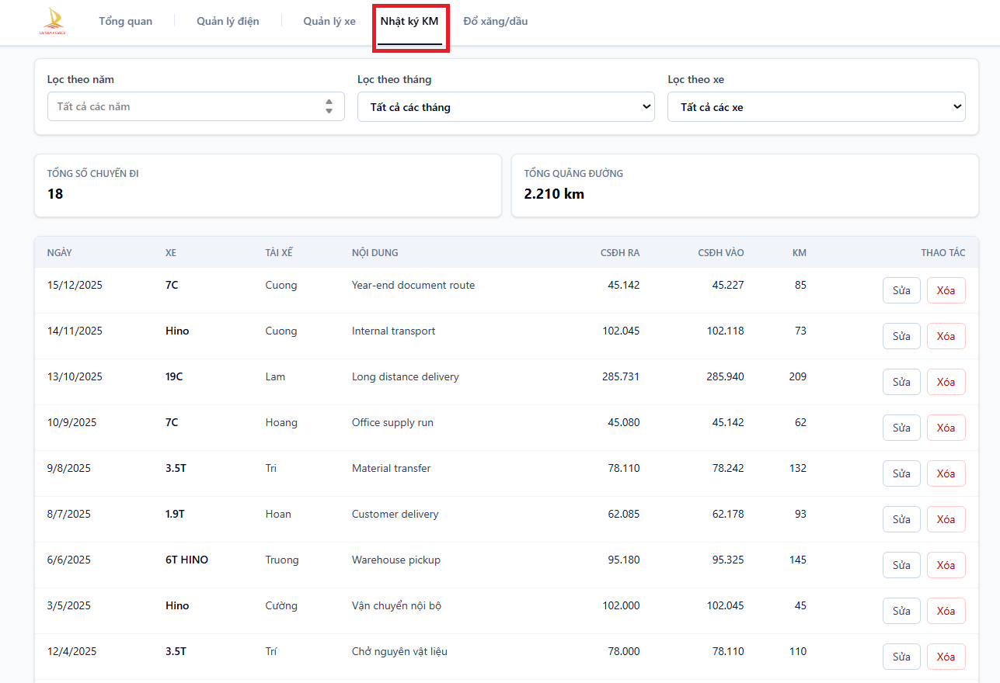 ULTRA FORCE
Tổng quan Quản lý điện Quản lý xe Nhật ký KM Đổ xăng/dầu
Lọc theo năm Lọc theo tháng Lọc theo xe
Tất cả các năm Tất cả các tháng Tất cả các xe
TỔNG SỐ CHUYẾN ĐI TỔNG QUÃNG ĐƯỜNG
18 2.210 km
NGÀY XE TÀI XẾ NỘI DUNG CSĐH RA CSĐH VÀO KM THAO TÁC
15/12/2025 7C Cuong Year-end document route 45.142 45.227 85 Sửa Xóa
14/11/2025 Hino Cuong Internal transport 102.045 102.118 73 Sửa Xóa
13/10/2025 19C Lam Long distance delivery 285.731 285.940 209 Sửa Xóa
10/9/2025 7C Hoang Office supply run 45.080 45.142 62 Sửa Xóa
9/8/2025 3.5T Tri Material transfer 78.110 78.242 132 Sửa Xóa
8/7/2025 1.9T Hoan Customer delivery 62.085 62.178 93 Sửa Xóa
6/6/2025 6T HINO Truong Warehouse pickup 95.180 95.325 145 Sửa Xóa
3/5/2025 Hino Cường Vận chuyển nội bộ 102.000 102.045 45 Sửa Xóa
12/4/2025 3.5T Trí Chở nguyên vật liệu 78.000 78.110 110 Sửa Xóa